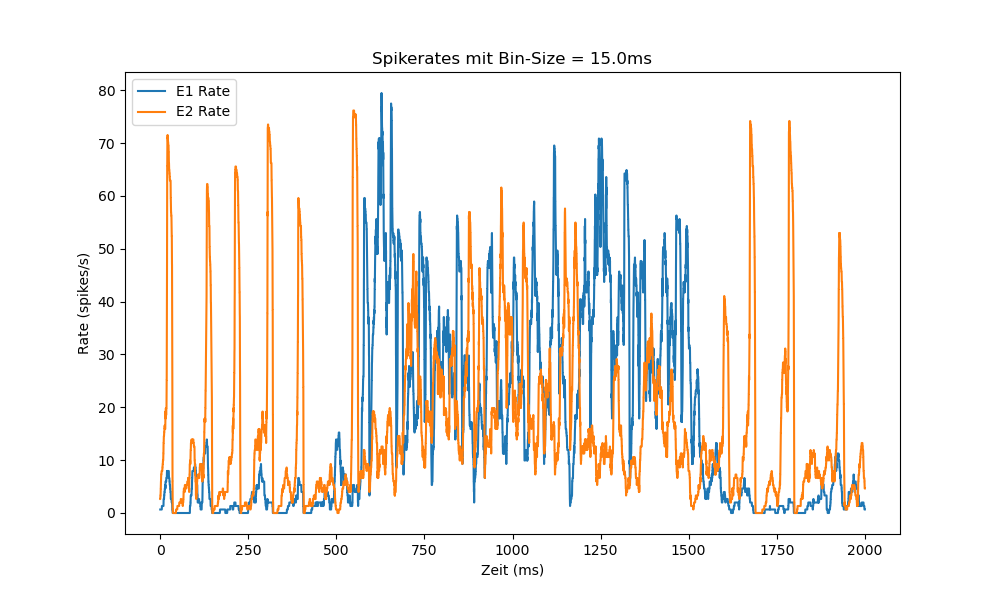 Spikerates mit Bin-Size = 15.0ms
E1 Rate
E2 Rate
80
70
60
50
40
30
20
10
0
Rate (spikes/s)
0 250 500 750 1000 1250 1500 1750 2000
Zeit (ms)